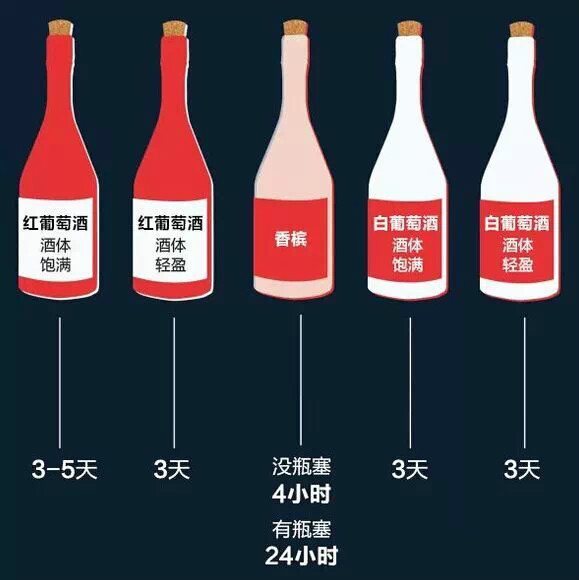 红葡萄酒
酒体
饱满
红葡萄酒
酒体
轻盈
香槟
白葡萄酒
酒体
饱满
白葡萄酒
酒体
轻盈
3-5天
3天
没瓶塞
4小时
有瓶塞
24小时
3天
3天